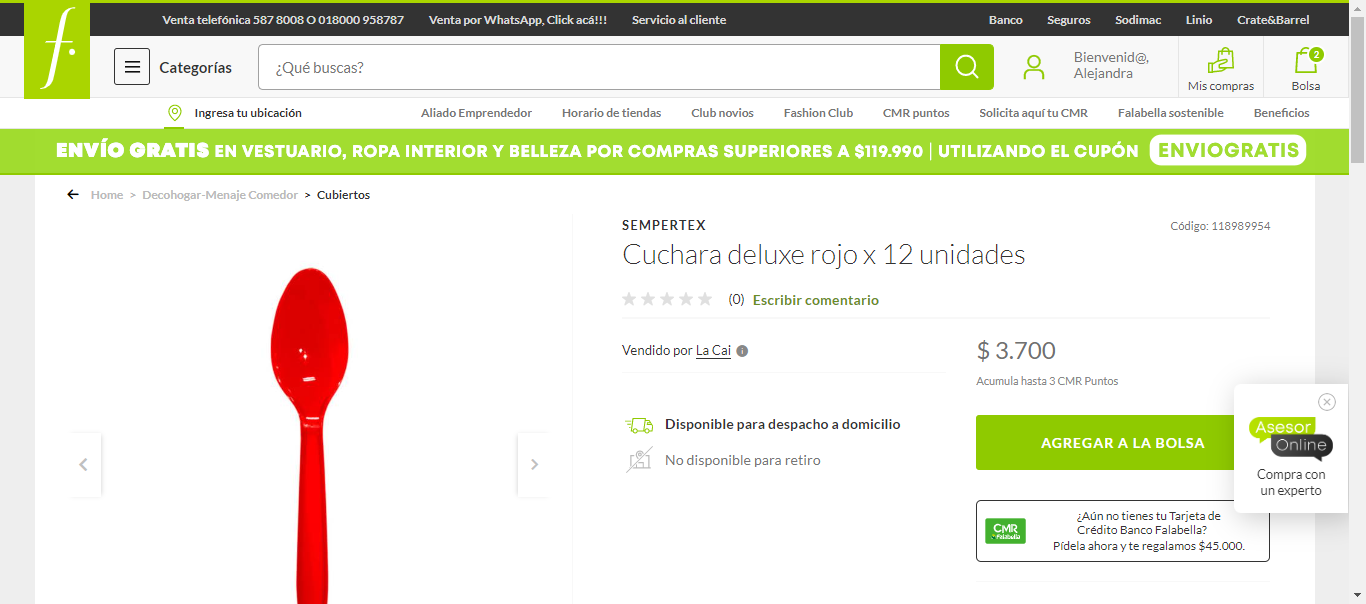 Venta telefónica 587 8008 O 018000 958787 Venta por WhatsApp, Click acá!!! Servicio al cliente Banco Seguros Sodimac Linio Crate&Barrel
f.
Categorías ¿Qué buscas? Bienvenid@,
Alejandra
Mis compras
2
Bolsa
Ingresa tu ubicación Aliado Emprendedor Horario de tiendas Club novios Fashion Club CMR puntos Solicita aquí tu CMR Falabella sostenible Beneficios
ENVÍO GRATIS EN VESTUARIO, ROPA INTERIOR Y BELLEZA POR COMPRAS SUPERIORES A $119.990 | UTILIZANDO EL CUPÓN ENVIOGRATIS
Home > Decohogar-Menaje Comedor > Cubiertos
SEMPERTEX Código: 118989954
Cuchara deluxe rojo x 12 unidades
(0) Escribir comentario
Vendido por La Cai
$ 3.700
Acumula hasta 3 CMR Puntos
Disponible para despacho a domicilio
No disponible para retiro
AGREGAR A LA BOLSA
Asesor
Online
Compra con
un experto
CMR
Falabella
¿Aún no tienes tu Tarjeta de
Crédito Banco Falabella?
Pídela ahora y te regalamos $45.000.